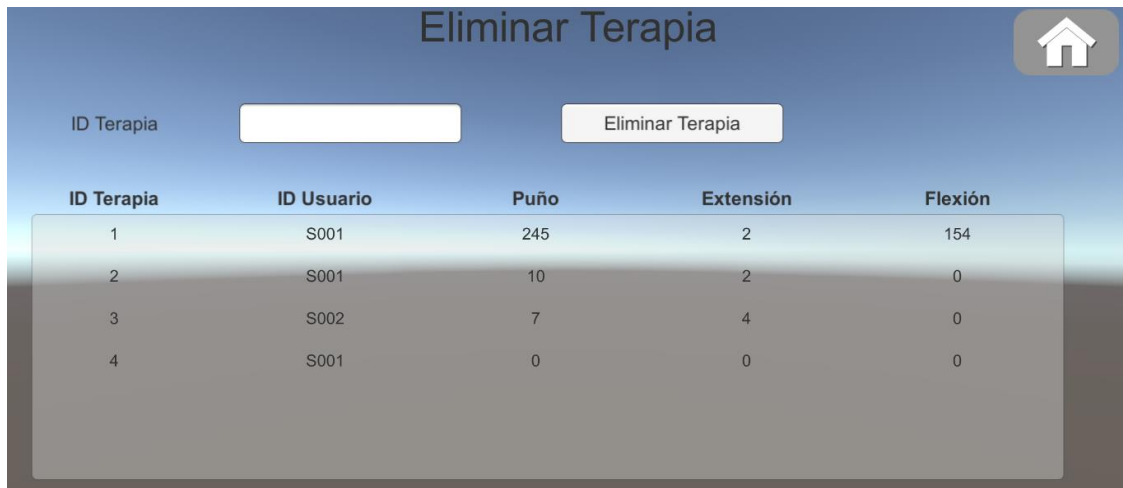 Eliminar Terapia
ID Terapia Eliminar Terapia
ID Terapia ID Usuario Puño Extensión Flexión
1 S001 245 2 154
2 S001 10 2 0
3 S002 7 4 0
4 S001 0 0 0